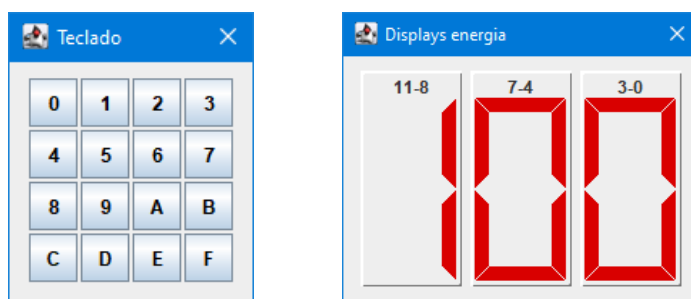 Teclado
0 1 2 3
4 5 6 7
8 9 A B
C D E F
Displays energia
11-8 7-4 3-0
100